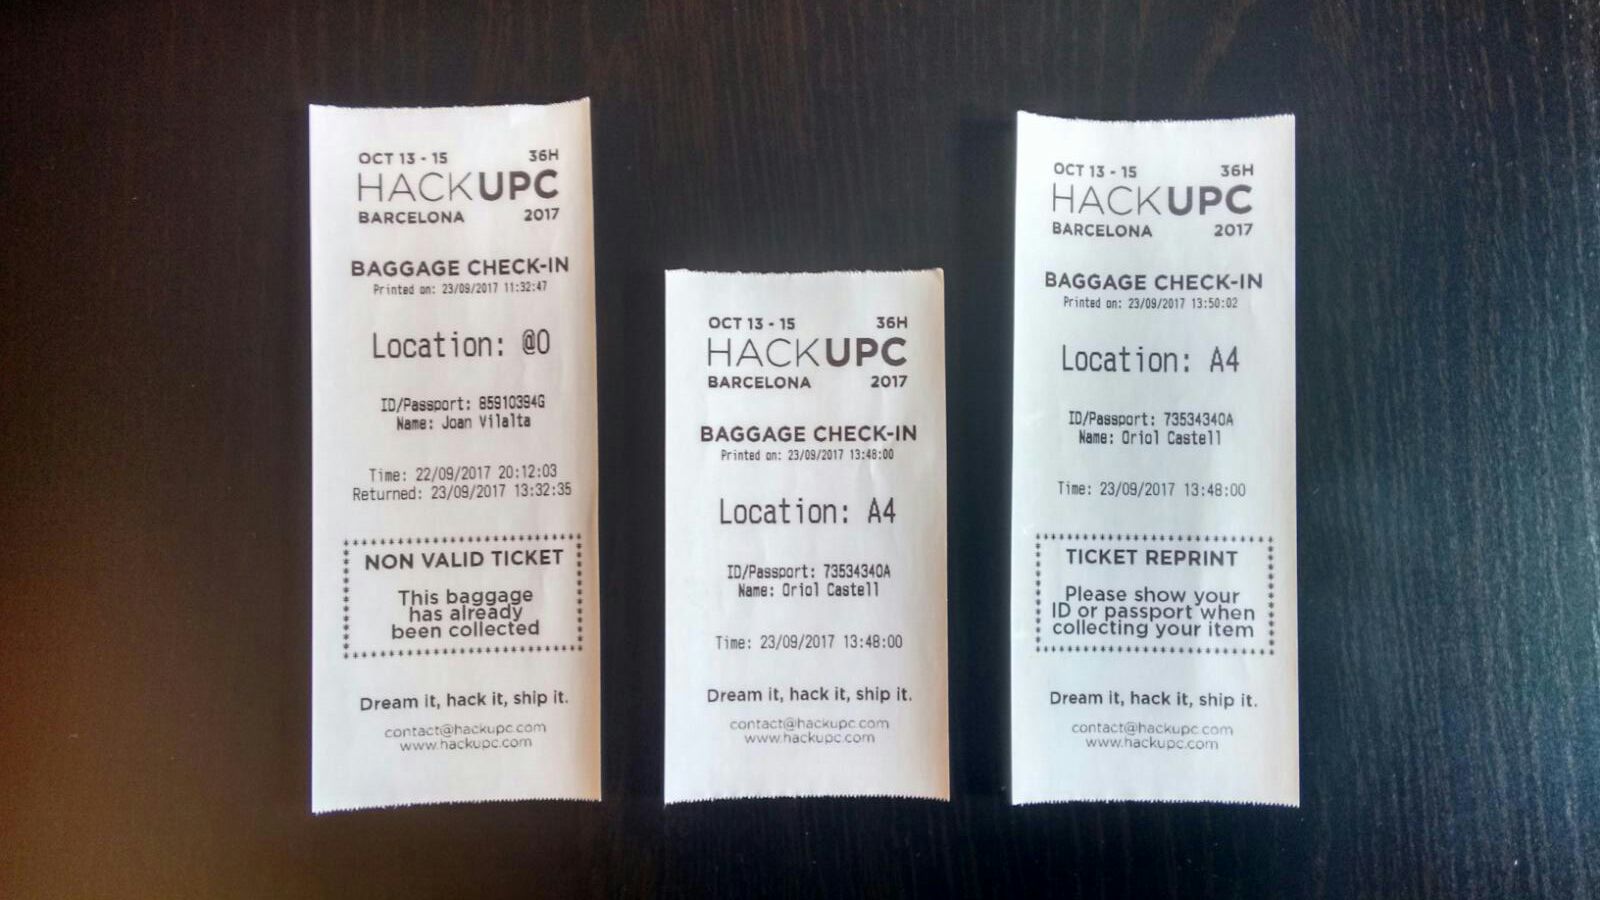 OCT 13 - 15 36H
HACKUPC
BARCELONA 2017
BAGGAGE CHECK-IN
Printed on: 23/09/2017 11:32:47
Location: @0
ID/Passport: 85910394G
Name: Joan Vilalta
Time: 22/09/2017 20:12:03
Returned: 23/09/2017 13:32:35
NON VALID TICKET
This baggage
has already
been collected
Dream it, hack it, ship it.
contact@hackupc.com
www.hackupc.com
OCT 13 - 15 36H
HACKUPC
BARCELONA 2017
BAGGAGE CHECK-IN
Printed on: 23/09/2017 13:48:00
Location: A4
ID/Passport: 73534340A
Name: Oriol Castell
Time: 23/09/2017 13:48:00
Dream it, hack it, ship it.
contact@hackupc.com
www.hackupc.com
OCT 13 - 15 36H
HACKUPC
BARCELONA 2017
BAGGAGE CHECK-IN
Printed on: 23/09/2017 13:50:02
Location: A4
ID/Passport: 73534340A
Name: Oriol Castell
Time: 23/09/2017 13:48:00
TICKET REPRINT
Please show your
ID or passport when
collecting your item
Dream it, hack it, ship it.
contact@hackupc.com
www.hackupc.com